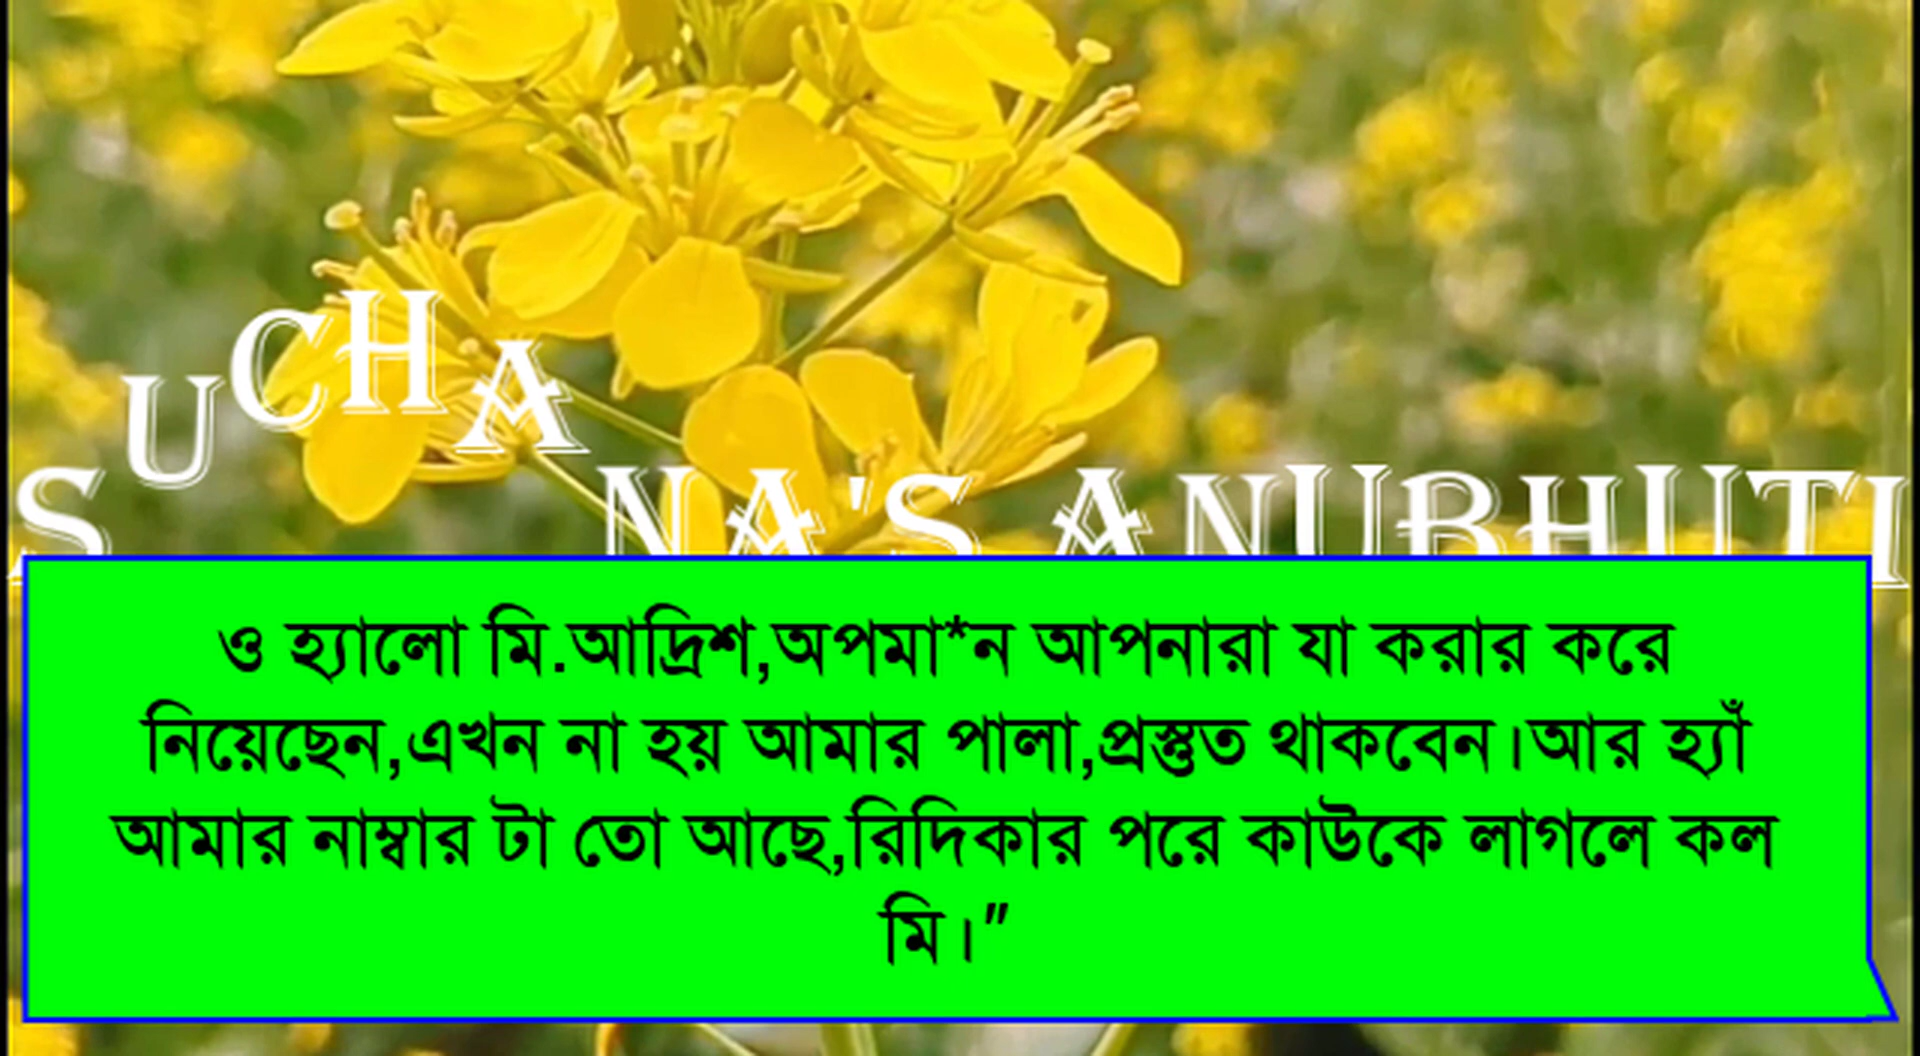 SUCHANA'S ANUBHUTI
ও হ্যালো মি.আদ্রিশ,অপমা*ন আপনারা যা করার করে
নিয়েছেন,এখন না হয় আমার পালা,প্রস্তুত থাকবেন।আর হ্যাঁ
আমার নাম্বার টা তো আছে,রিদিকার পরে কাউকে লাগলে কল
মি।”